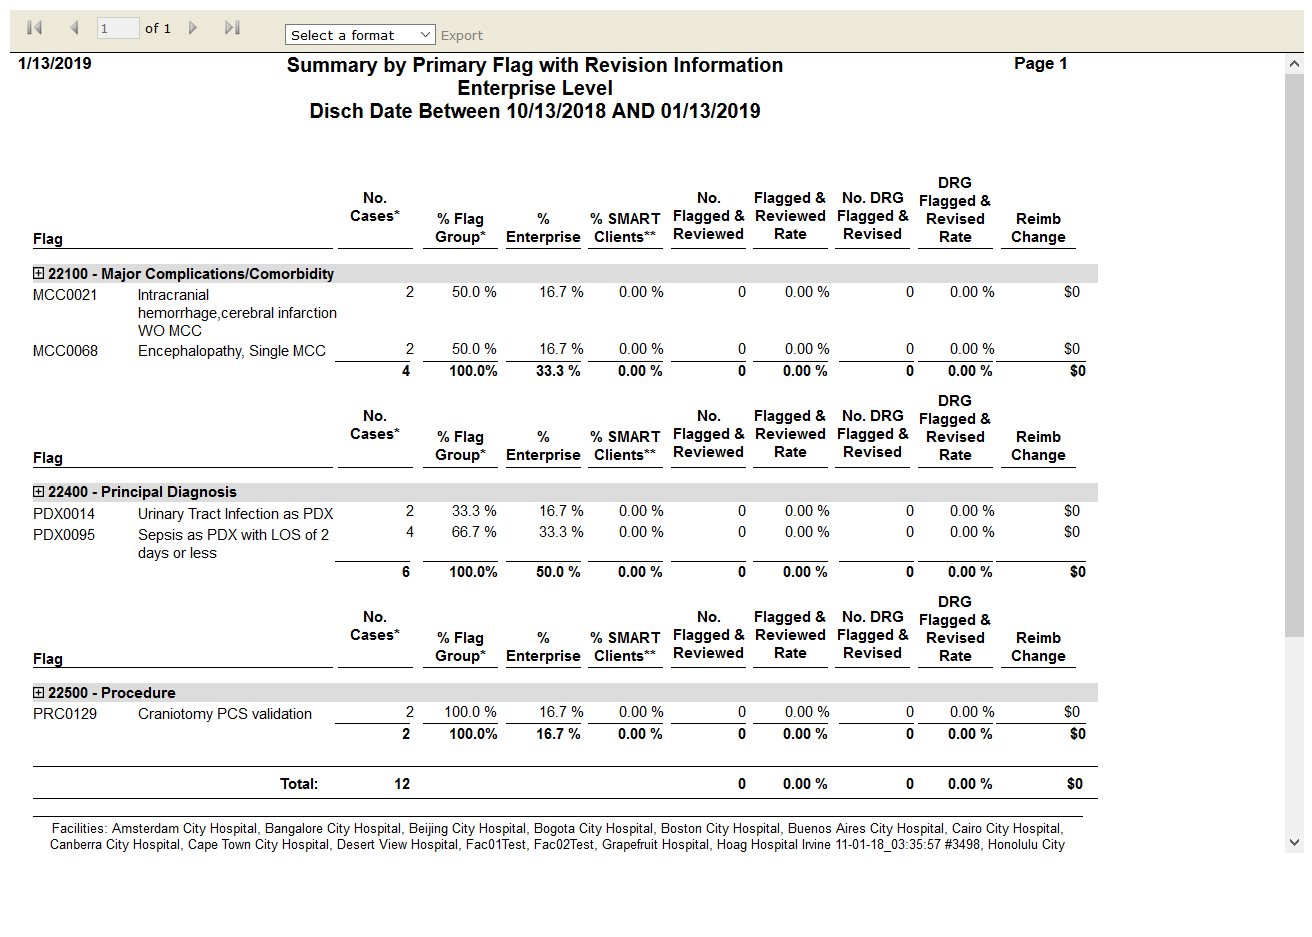 1 of 1 Select a format Export
1/13/2019 Summary by Primary Flag with Revision Information Page 1
Enterprise Level
Disch Date Between 10/13/2018 AND 01/13/2019
Flag No. Cases* % Flag Group* % Enterprise % SMART Clients** No. Flagged & Reviewed Flagged & Reviewed Rate No. DRG Flagged & Revised DRG Flagged & Revised Rate Reimb Change
22100 - Major Complications/Comorbidity
MCC0021 Intracranial 2 50.0 % 16.7 % 0.00 % 0 0.00 % 0 0.00 % $0
hemorrhage,cerebral infarction
WO MCC
MCC0068 Encephalopathy, Single MCC 2 50.0 % 16.7 % 0.00 % 0 0.00 % 0 0.00 % $0
4 100.0% 33.3 % 0.00 % 0 0.00 % 0 0.00 % $0
Flag No. Cases* % Flag Group* % Enterprise % SMART Clients** No. Flagged & Reviewed Flagged & Reviewed Rate No. DRG Flagged & Revised DRG Flagged & Revised Rate Reimb Change
22400 - Principal Diagnosis
PDX0014 Urinary Tract Infection as PDX 2 33.3 % 16.7 % 0.00 % 0 0.00 % 0 0.00 % $0
PDX0095 Sepsis as PDX with LOS of 2 4 66.7 % 33.3 % 0.00 % 0 0.00 % 0 0.00 % $0
days or less
6 100.0% 50.0 % 0.00 % 0 0.00 % 0 0.00 % $0
Flag No. Cases* % Flag Group* % Enterprise % SMART Clients** No. Flagged & Reviewed Flagged & Reviewed Rate No. DRG Flagged & Revised DRG Flagged & Revised Rate Reimb Change
22500 - Procedure
PRC0129 Craniotomy PCS validation 2 100.0 % 16.7 % 0.00 % 0 0.00 % 0 0.00 % $0
2 100.0% 16.7 % 0.00 % 0 0.00 % 0 0.00 % $0
Total: 12 0 0.00 % 0 0.00 % $0
Facilities: Amsterdam City Hospital, Bangalore City Hospital, Beijing City Hospital, Bogota City Hospital, Boston City Hospital, Buenos Aires City Hospital, Cairo City Hospital,
Canberra City Hospital, Cape Town City Hospital, Desert View Hospital, Fac01Test, Fac02Test, Grapefruit Hospital, Hoag Hospital Irvine 11-01-18_03:35:57 #3498, Honolulu City